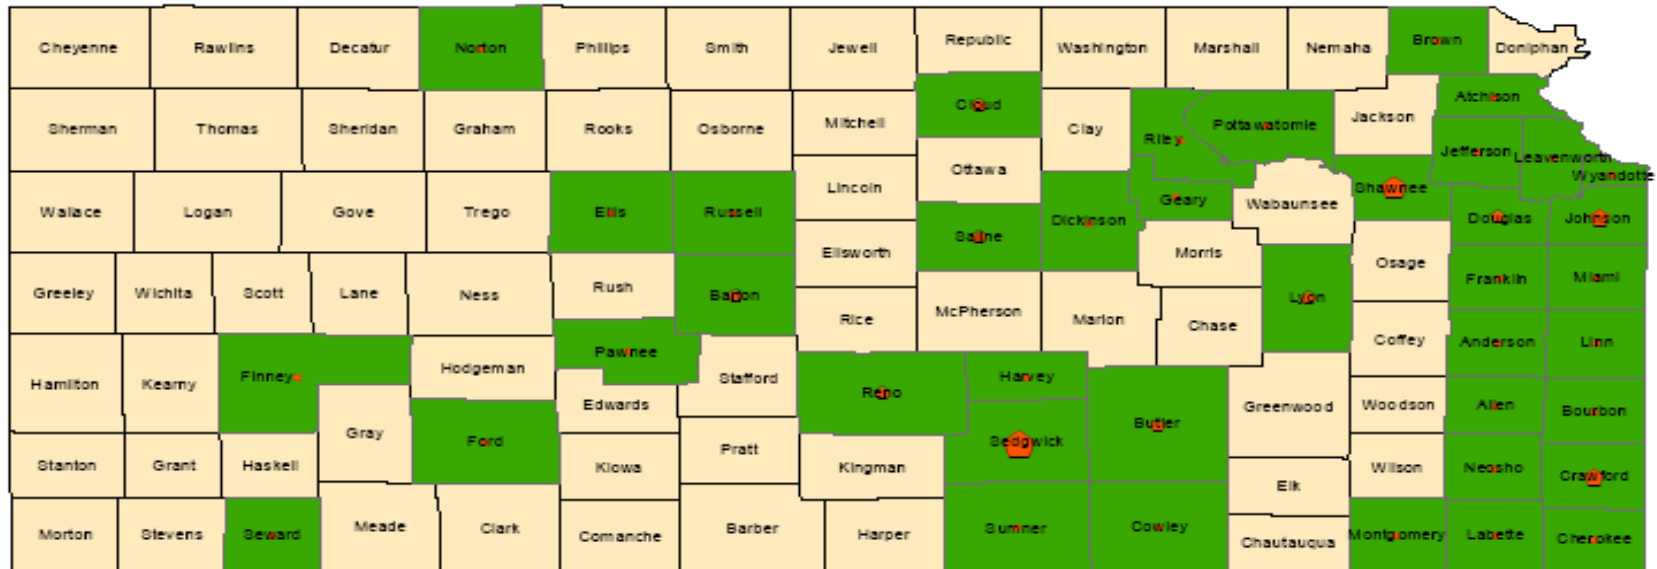 Cheyenne Rawlins Decatur Norton Phillips Smith Jewell Republic Washington Marshall Nemaha Brown Doniphan
Sherman Thomas Sheridan Graham Rooks Osborne Mitchell Cloud Clay Riley Pottawatomie Jackson Atchison
Jefferson Leavenworth
Wyandotte
Wallace Logan Gove Trego Ellis Russell Lincoln Ottawa Dickinson Geary Wabaunsee Shawnee Douglas Johnson
Ellsworth Saline Morris
Greeley Wichita Scott Lane Ness Rush Barton Rice McPherson Marion Chase Lyon Osage Franklin Miami
Hamilton Kearny Finney Hodgeman Pawnee Stafford Reno Harvey Coffey Anderson Linn
Gray Ford Edwards Sedgwick Butler Greenwood Woodson Allen Bourbon
Stanton Grant Haskell Kiowa Pratt Kingman Elk Wilson Neosho Crawford
Morton Stevens Seward Meade Clark Comanche Barber Harper Sumner Cowley Chautauqua Montgomery Labette Cherokee